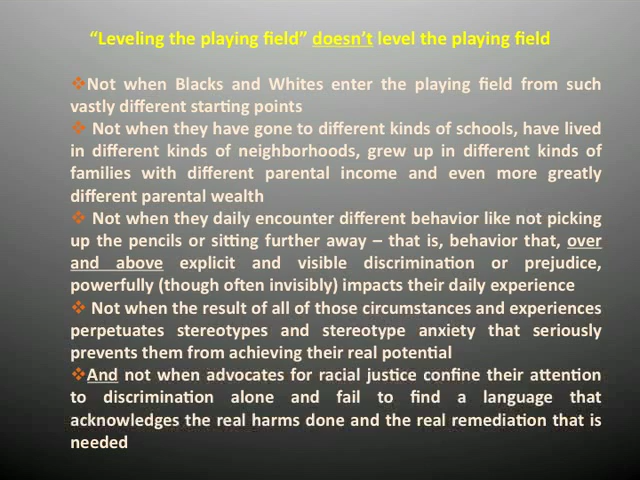 “Leveling the playing field” doesn’t level the playing field
❖Not when Blacks and Whites enter the playing field from such
vastly different starting points
❖ Not when they have gone to different kinds of schools, have lived
in different kinds of neighborhoods, grew up in different kinds of
families with different parental income and even more greatly
different parental wealth
❖ Not when they daily encounter different behavior like not picking
up the pencils or sitting further away – that is, behavior that, over
and above explicit and visible discrimination or prejudice,
powerfully (though often invisibly) impacts their daily experience
❖ Not when the result of all of those circumstances and experiences
perpetuates stereotypes and stereotype anxiety that seriously
prevents them from achieving their real potential
❖And not when advocates for racial justice confine their attention
to discrimination alone and fail to find a language that
acknowledges the real harms done and the real remediation that is
needed